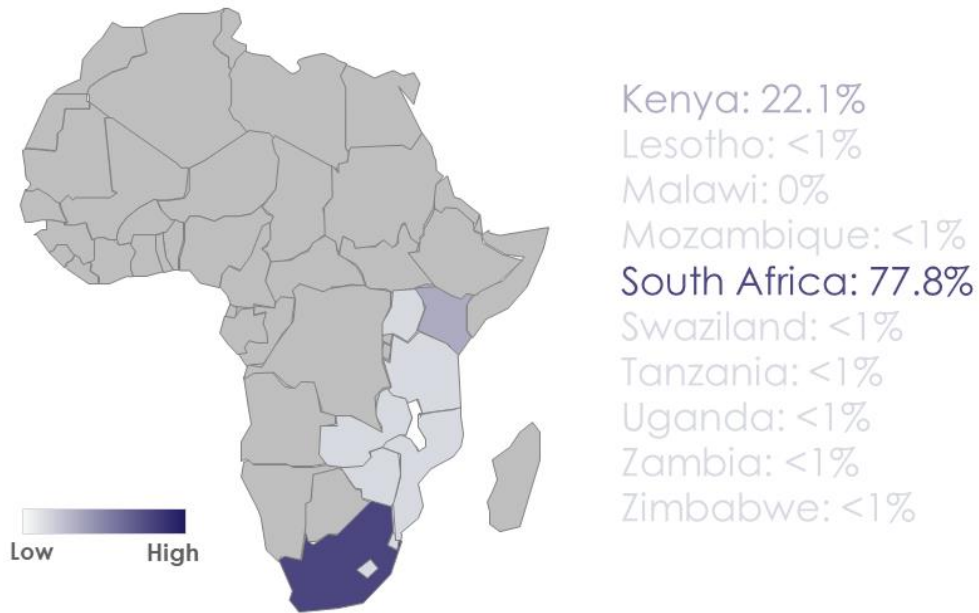 Kenya: 22.1%
Lesotho: <1%
Malawi: 0%
Mozambique: <1%
South Africa: 77.8%
Swaziland: <1%
Tanzania: <1%
Uganda: <1%
Zambia: <1%
Zimbabwe: <1%
Low High